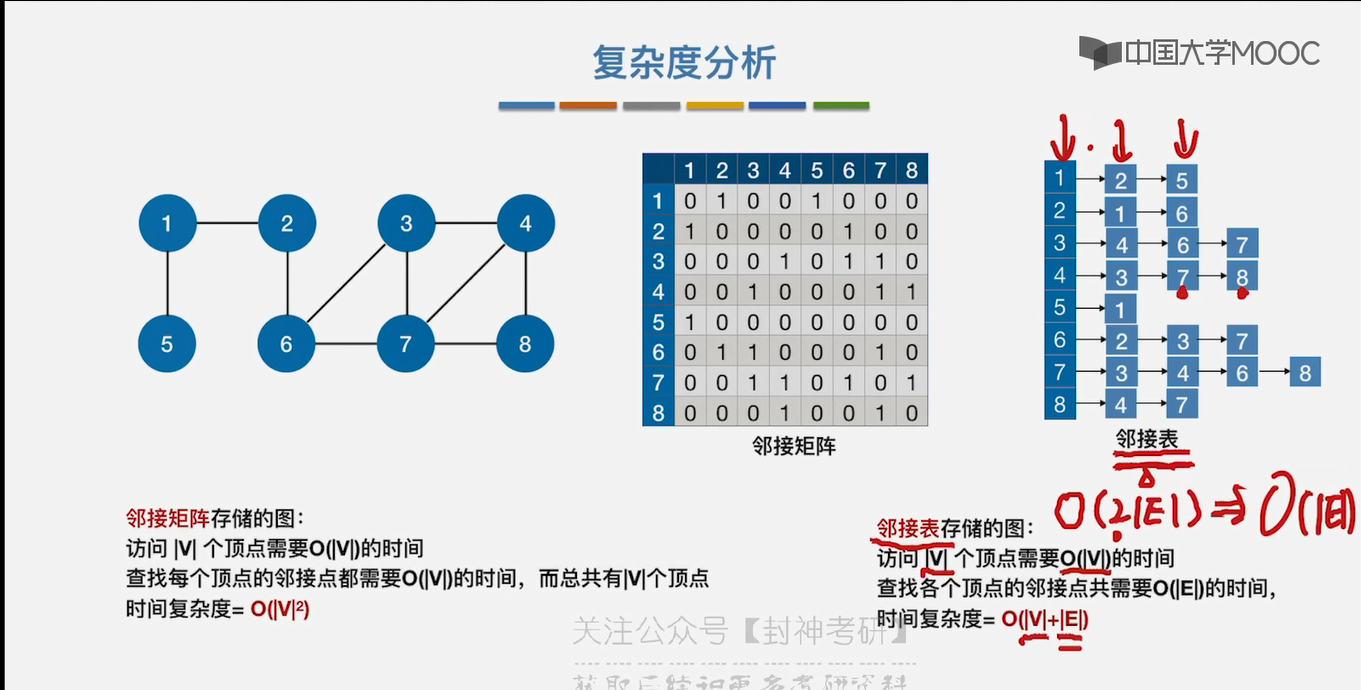 复杂度分析
中国大学MOOC
1 2 3 4 5 6 7 8
1 0 1 0 0 1 0 0 0
2 1 0 0 0 0 1 0 0
3 0 0 0 1 0 1 1 0
4 0 0 1 0 0 0 1 1
5 1 0 0 0 0 0 0 0
6 0 1 1 0 0 0 1 0
7 0 0 1 1 0 1 0 1
8 0 0 0 1 0 0 1 0
邻接矩阵
1 2 3 4
5 6 7 8
1 2 5
2 1 6
3 4 6 7
4 3 7 8
5 1
6 2 3 7
7 3 4 6 8
8 4 7
邻接表
O(2|E|) ⇒ O(|E|)
邻接矩阵存储的图：
访问 |V| 个顶点需要O(|V|)的时间
查找每个顶点的邻接点都需要O(|V|)的时间，而总共有|V|个顶点
时间复杂度= O(|V|²)
邻接表存储的图：
访问 |V| 个顶点需要O(|V|)的时间
查找各个顶点的邻接点共需要O(|E|)的时间，
时间复杂度= O(|V|+|E|)
关注公众号【封神考研】